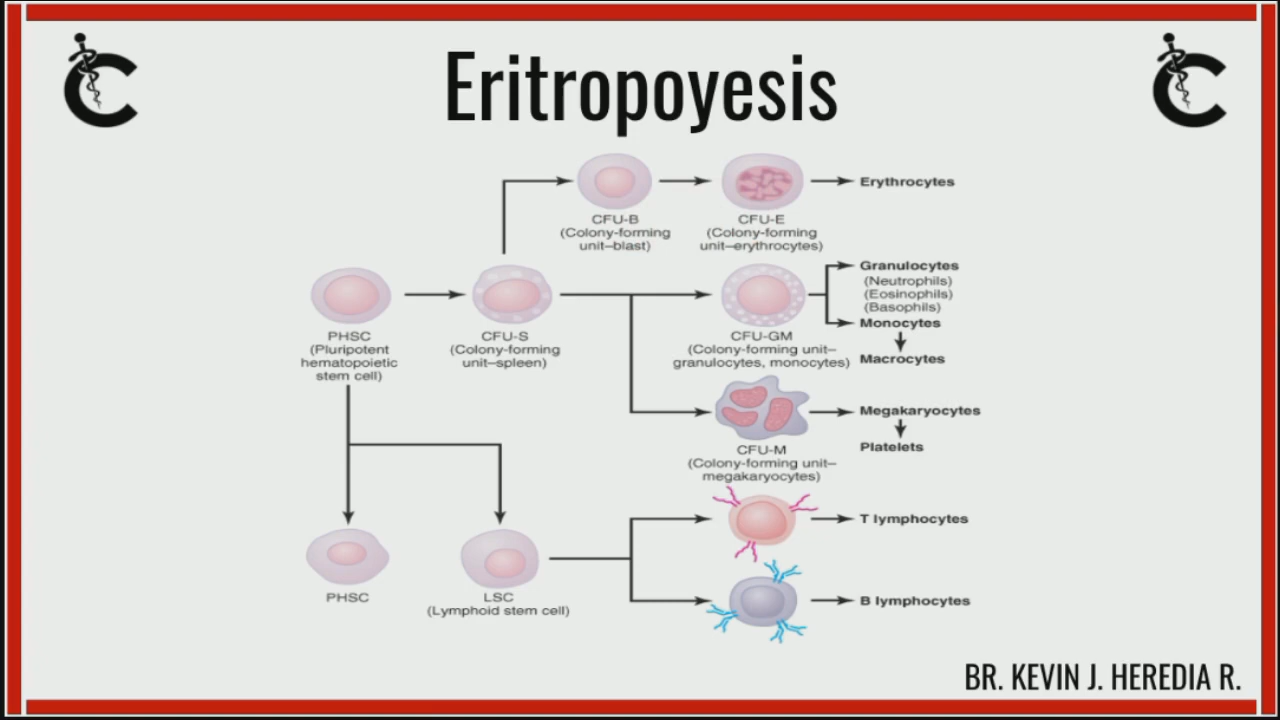 Eritropoyesis
Erythrocytes
CFU-B
(Colony-forming
unit–blast)
CFU-E
(Colony-forming
unit–erythrocytes)
Granulocytes
(Neutrophils)
(Eosinophils)
(Basophils)
Monocytes
Macrocytes
PHSC
(Pluripotent
hematopoietic
stem cell)
CFU-S
(Colony-forming
unit–spleen)
CFU-GM
(Colony-forming unit–
granulocytes, monocytes)
Megakaryocytes
Platelets
CFU-M
(Colony-forming unit–
megakaryocytes)
T lymphocytes
PHSC
LSC
(Lymphoid stem cell)
B lymphocytes
BR. KEVIN J. HEREDIA R.